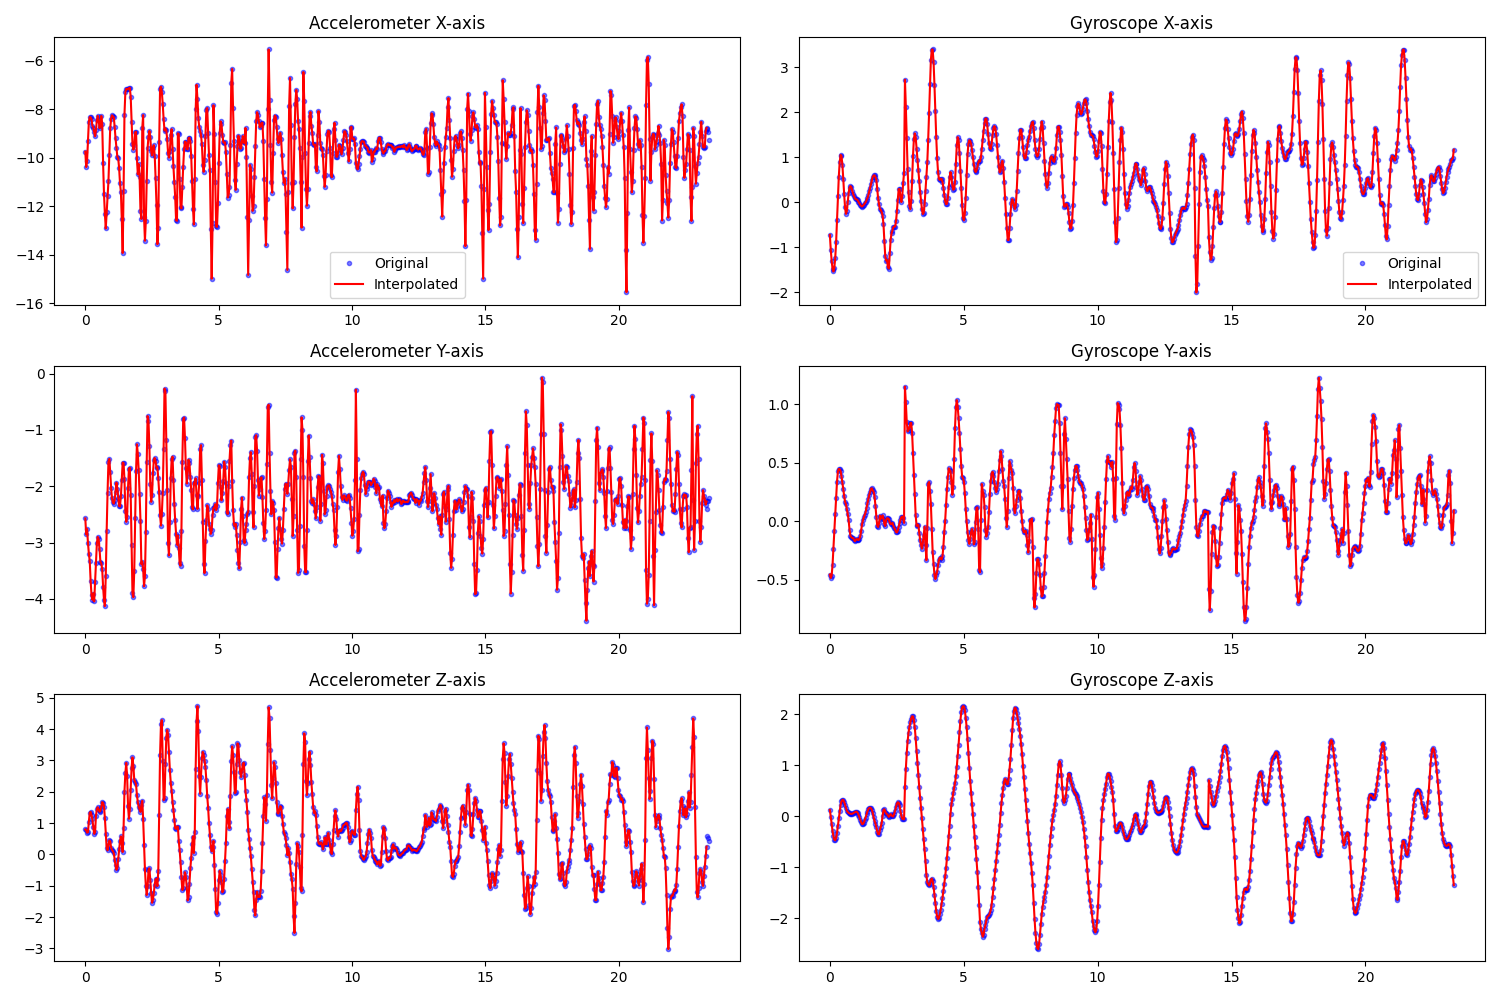 Accelerometer X-axis
−6
−8
−10
−12
−14
−16
Original
Interpolated
0 5 10 15 20
Gyroscope X-axis
3
2
1
0
−1
−2
Original
Interpolated
0 5 10 15 20
Accelerometer Y-axis
0
−1
−2
−3
−4
0 5 10 15 20
Gyroscope Y-axis
1.0
0.5
0.0
−0.5
0 5 10 15 20
Accelerometer Z-axis
5
4
3
2
1
0
−1
−2
−3
0 5 10 15 20
Gyroscope Z-axis
2
1
0
−1
−2
0 5 10 15 20